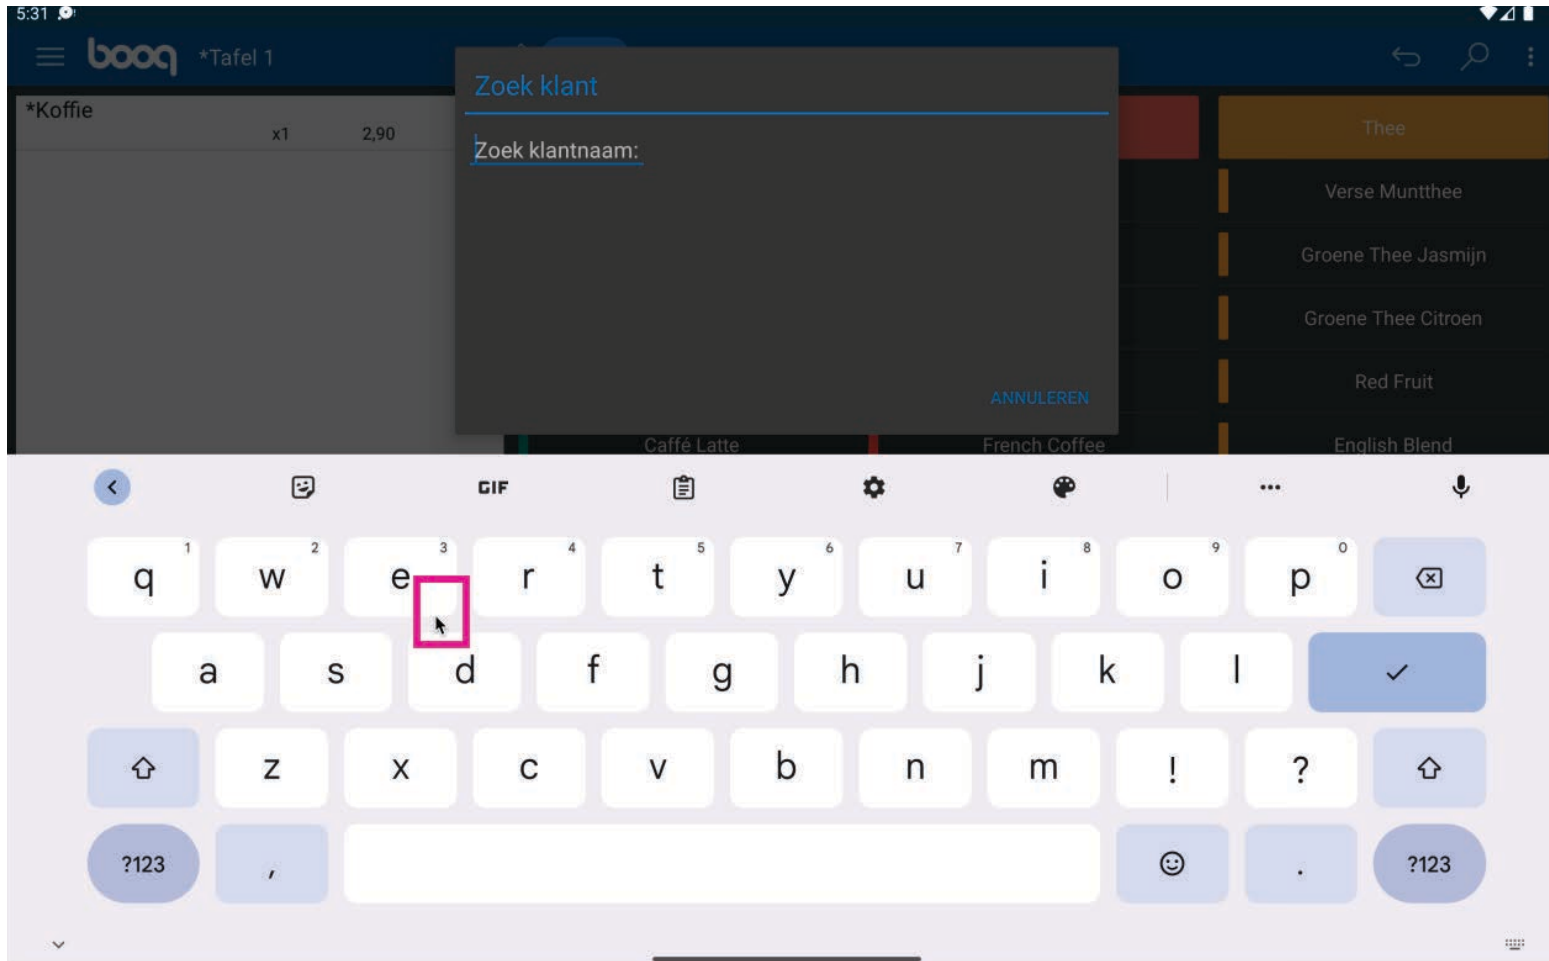 5:31
booq *Tafel 1
*Koffie
x1 2,90
Zoek klant
Zoek klantnaam:
ANNULEREN
Thee
Verse Muntthee
Groene Thee Jasmijn
Groene Thee Citroen
Red Fruit
Caffé Latte French Coffee English Blend
GIF
1 2 3 4 5 6 7 8 9 0
q w e r t y u i o p
a s d f g h j k l
z x c v b n m ! ?
?123 , . ?123